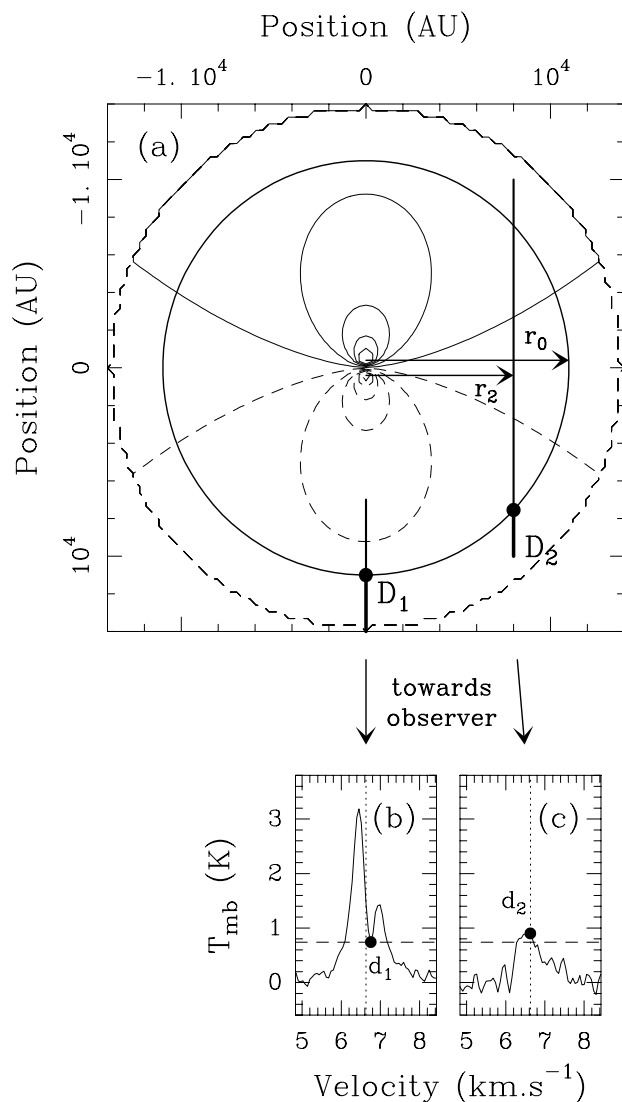 Position (AU)
−1. 10⁴ 0 10⁴
(a)
Position (AU)
−1. 10⁴
0
10⁴
r₀
r₂
D₂
D₁
towards
observer
T_mb (K)
3
2
1
0
(b)
d₁
(c)
d₂
5 6 7 8 5 6 7 8
Velocity (km.s⁻¹)